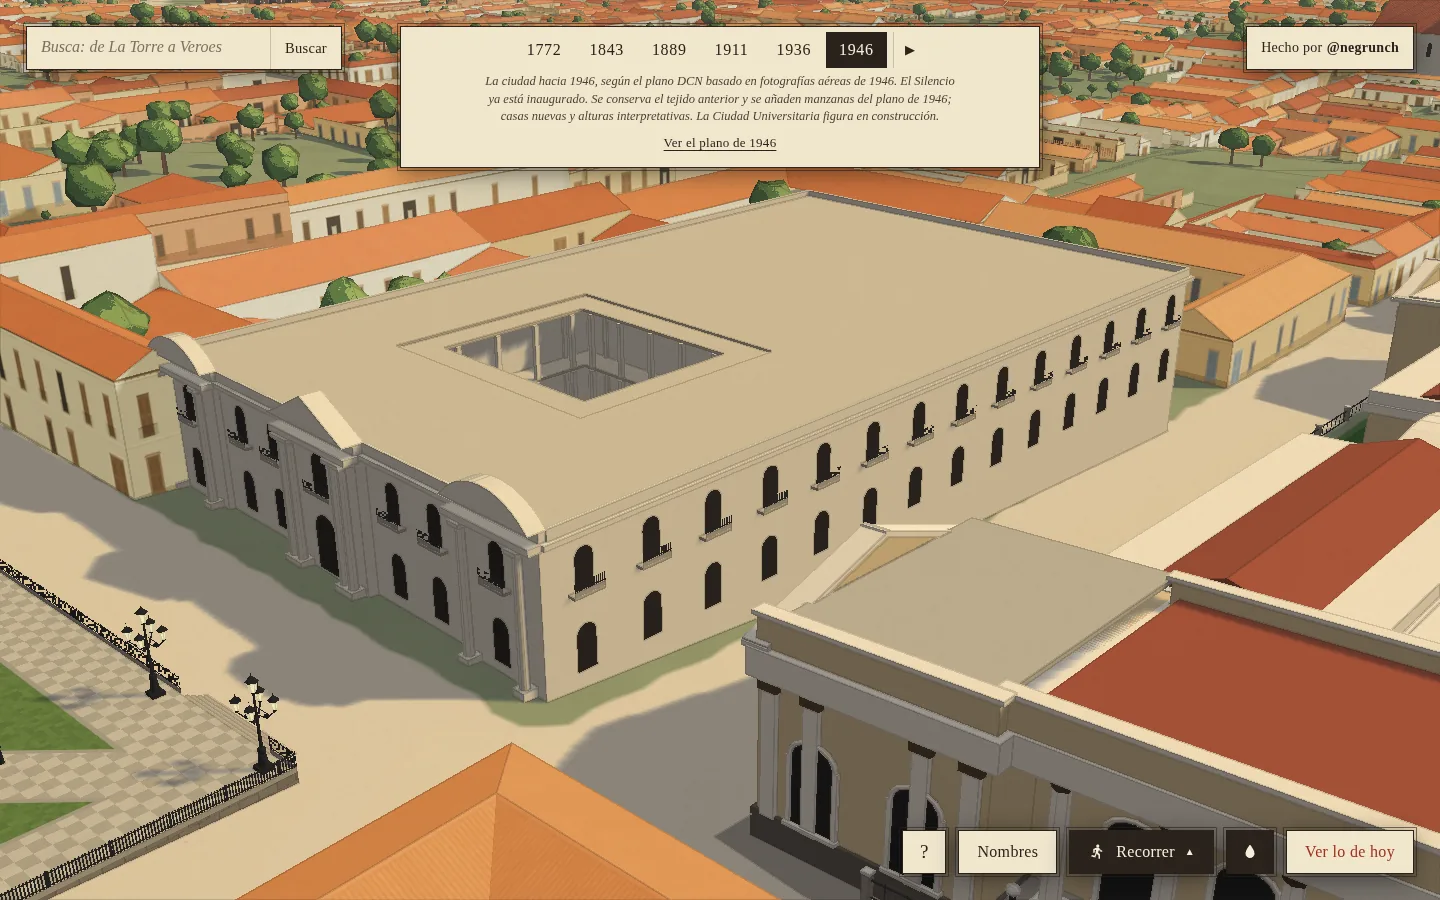 Busca: de La Torre a Veroes
Buscar
1772 1843 1889 1911 1936 1946 ▶
La ciudad hacia 1946, según el plano DCN basado en fotografías aéreas de 1946. El Silencio
ya está inaugurado. Se conserva el tejido anterior y se añaden manzanas del plano de 1946;
casas nuevas y alturas interpretativas. La Ciudad Universitaria figura en construcción.
Ver el plano de 1946
Hecho por @negrunch
?
Nombres
Recorrer ▲
Ver lo de hoy